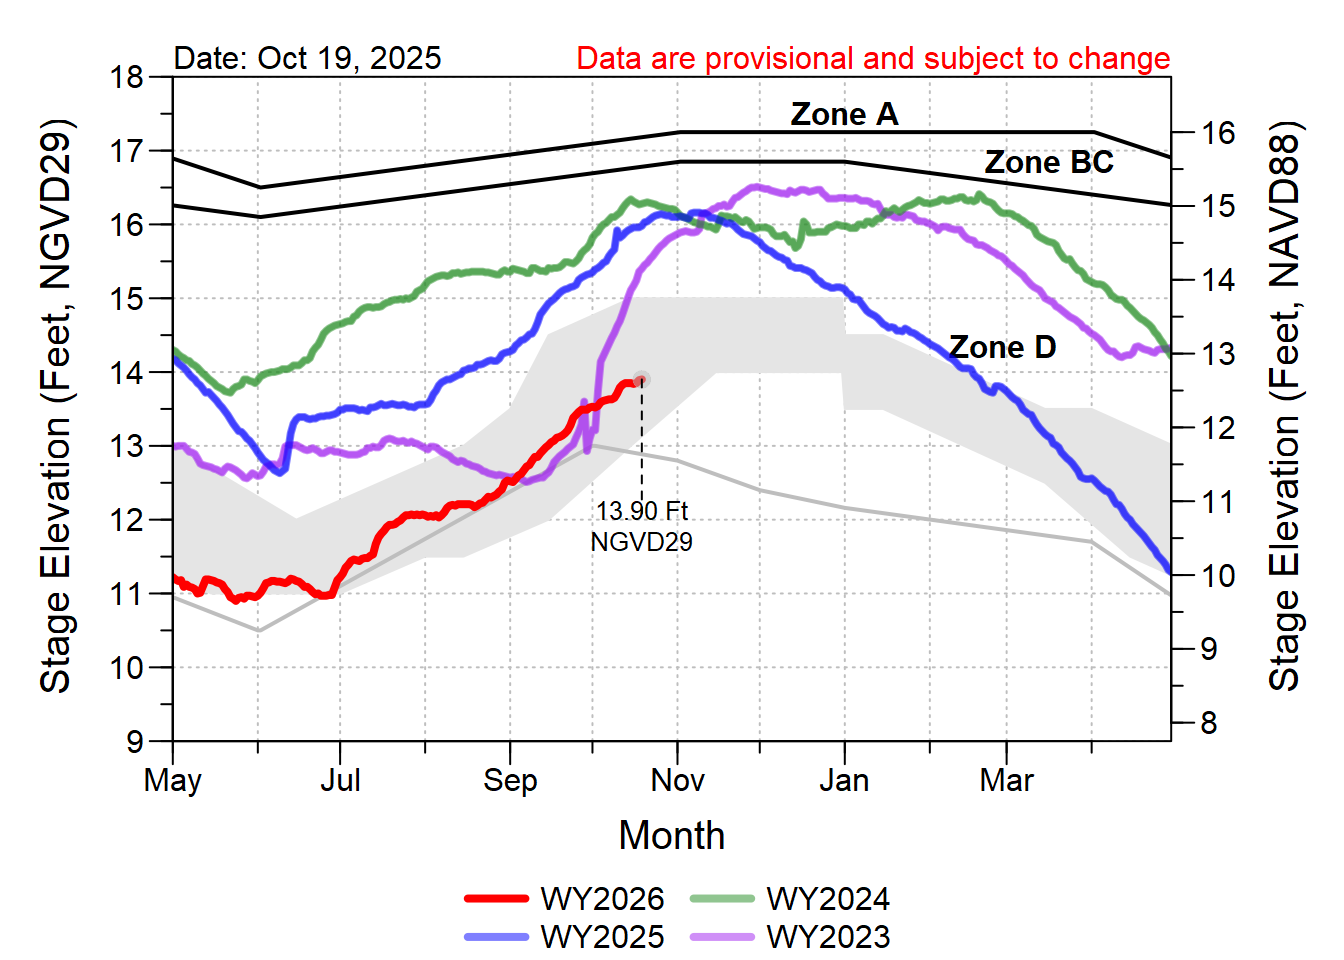 Date: Oct 19, 2025 Data are provisional and subject to change
Stage Elevation (Feet, NGVD29)
18
17
16
15
14
13
12
11
10
9
Zone A
Zone BC
Zone D
13.90 Ft
NGVD29
16
15
14
13
12
11
10
9
8
Stage Elevation (Feet, NAVD88)
May Jul Sep Nov Jan Mar
Month
WY2026 WY2024
WY2025 WY2023